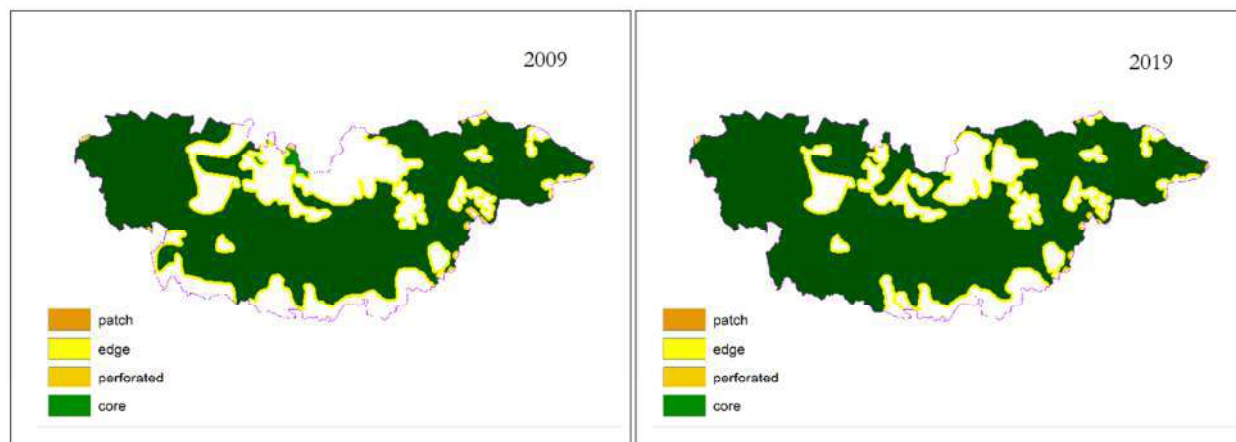 2009
patch
edge
perforated
core
2019
patch
edge
perforated
core